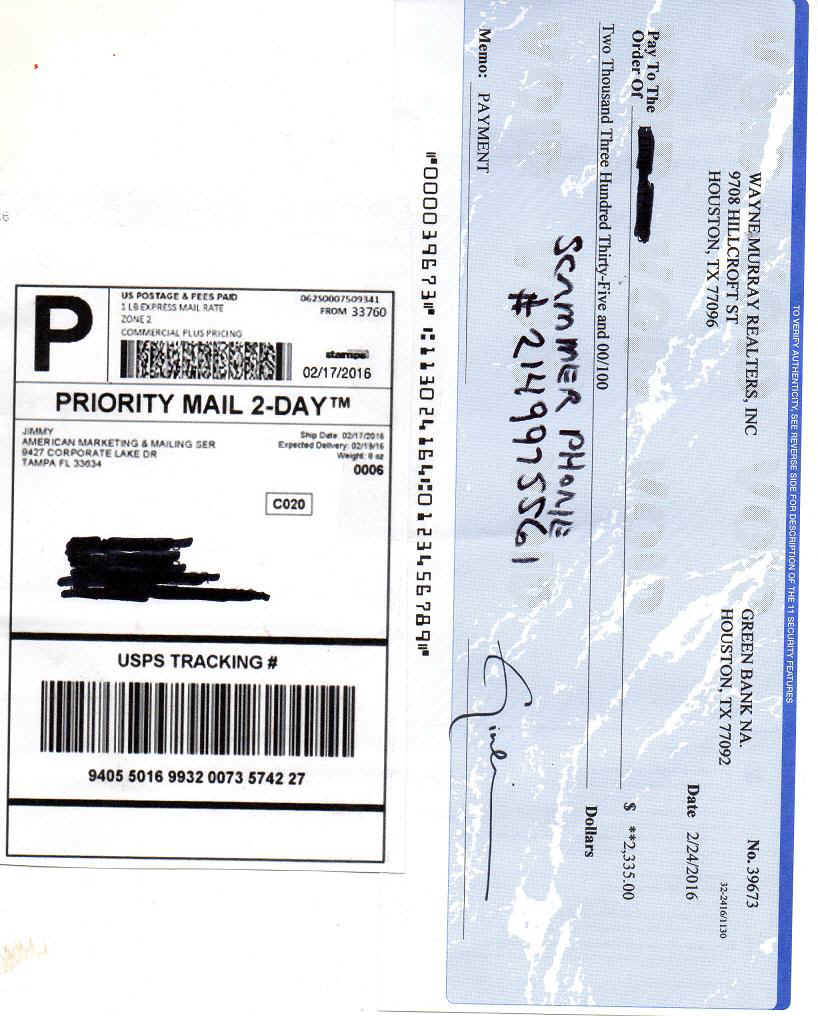 TO VERIFY AUTHENTICITY, SEE REVERSE SIDE FOR DESCRIPTION OF THE 11 SECURITY FEATURES
WAYNE MURRAY REALTERS, INC
9708 HILLCROFT ST
HOUSTON, TX 77096
GREEN BANK NA.
HOUSTON, TX 77092
No. 39673
32-2416/1130
Date 2/24/2016
Pay To The
Order Of
$ **2,335.00
Two Thousand Three Hundred Thirty-Five and 00/100
Dollars
SCAMMER PHONE
# 2149975561
Memo: PAYMENT
⑈000039673⑈ ⑆113024164⑆0123456789⑈
P
US POSTAGE & FEES PAID
1 LB EXPRESS MAIL RATE
ZONE 2
COMMERCIAL PLUS PRICING
062S0007509341
FROM 33760
stamps
02/17/2016
PRIORITY MAIL 2-DAY™
JIMMY
AMERICAN MARKETING & MAILING SER
9427 CORPORATE LAKE DR
TAMPA FL 33634
Ship Date: 02/17/2016
Expected Delivery: 02/19/16
Weight: 8 oz
0006
C020
USPS TRACKING #
9405 5016 9932 0073 5742 27